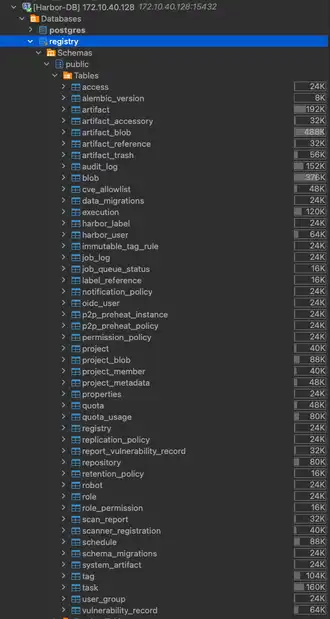 [Harbor-DB] 172.10.40.128 172.10.40.128:15432
Databases
postgres
registry
Schemas
public
Tables
access 24K
alembic_version 8K
artifact 192K
artifact_accessory 32K
artifact_blob 488K
artifact_reference 32K
artifact_trash 56K
audit_log 152K
blob 376K
cve_allowlist 48K
data_migrations 24K
execution 120K
harbor_label 24K
harbor_user 64K
immutable_tag_rule 24K
job_log 24K
job_queue_status 16K
label_reference 16K
notification_policy 24K
oidc_user 24K
p2p_preheat_instance 24K
p2p_preheat_policy 24K
permission_policy 24K
project 40K
project_blob 88K
project_member 40K
project_metadata 48K
properties 24K
quota 48K
quota_usage 80K
registry 24K
replication_policy 24K
report_vulnerability_record 32K
repository 80K
retention_policy 16K
robot 24K
role 24K
role_permission 16K
scan_report 32K
scanner_registration 40K
schedule 88K
schema_migrations 24K
system_artifact 24K
tag 104K
task 160K
user_group 24K
vulnerability_record 64K